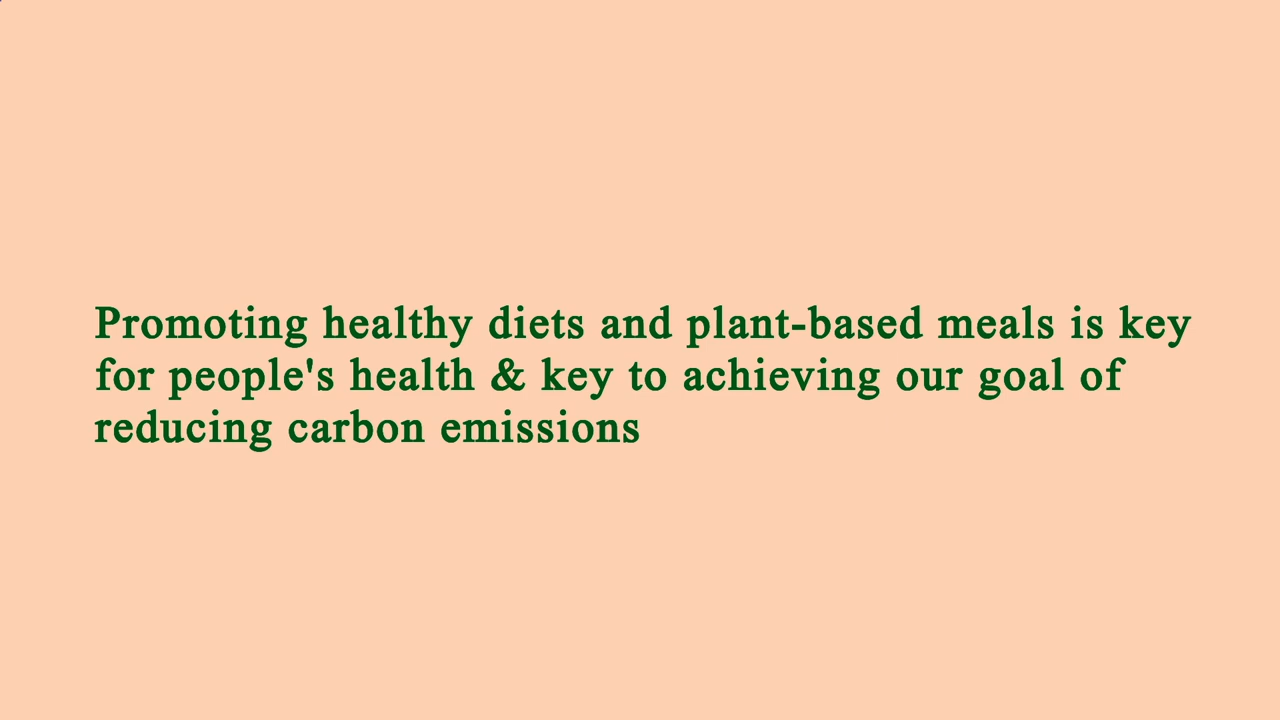 Promoting healthy diets and plant-based meals is key
for people's health & key to achieving our goal of
reducing carbon emissions